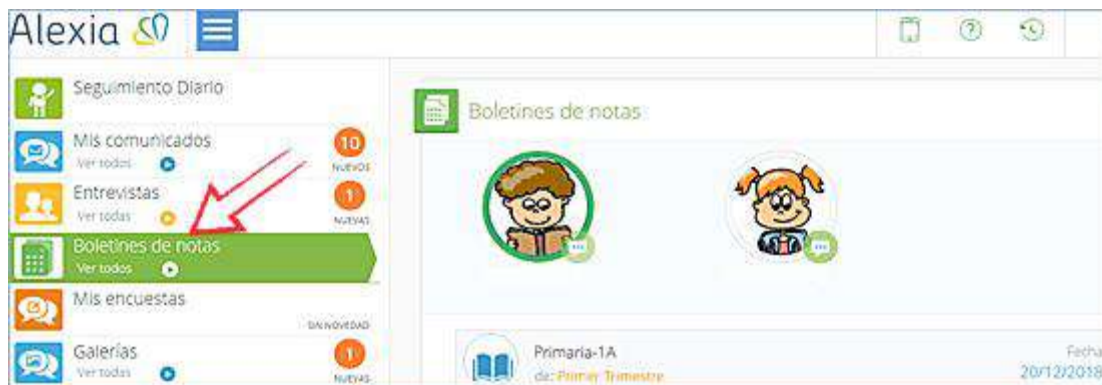 Alexia
Seguimiento Diario
Mis comunicados
Ver todos
10
NUEVOS
Entrevistas
Ver todas
1
NUEVAS
Boletines de notas
Ver todos
Mis encuestas
SIN NOVEDAD
Galerías
Ver todas
1
NUEVAS
Boletines de notas
Primaria-1A
de: Primer Trimestre
Fecha
20/12/2018